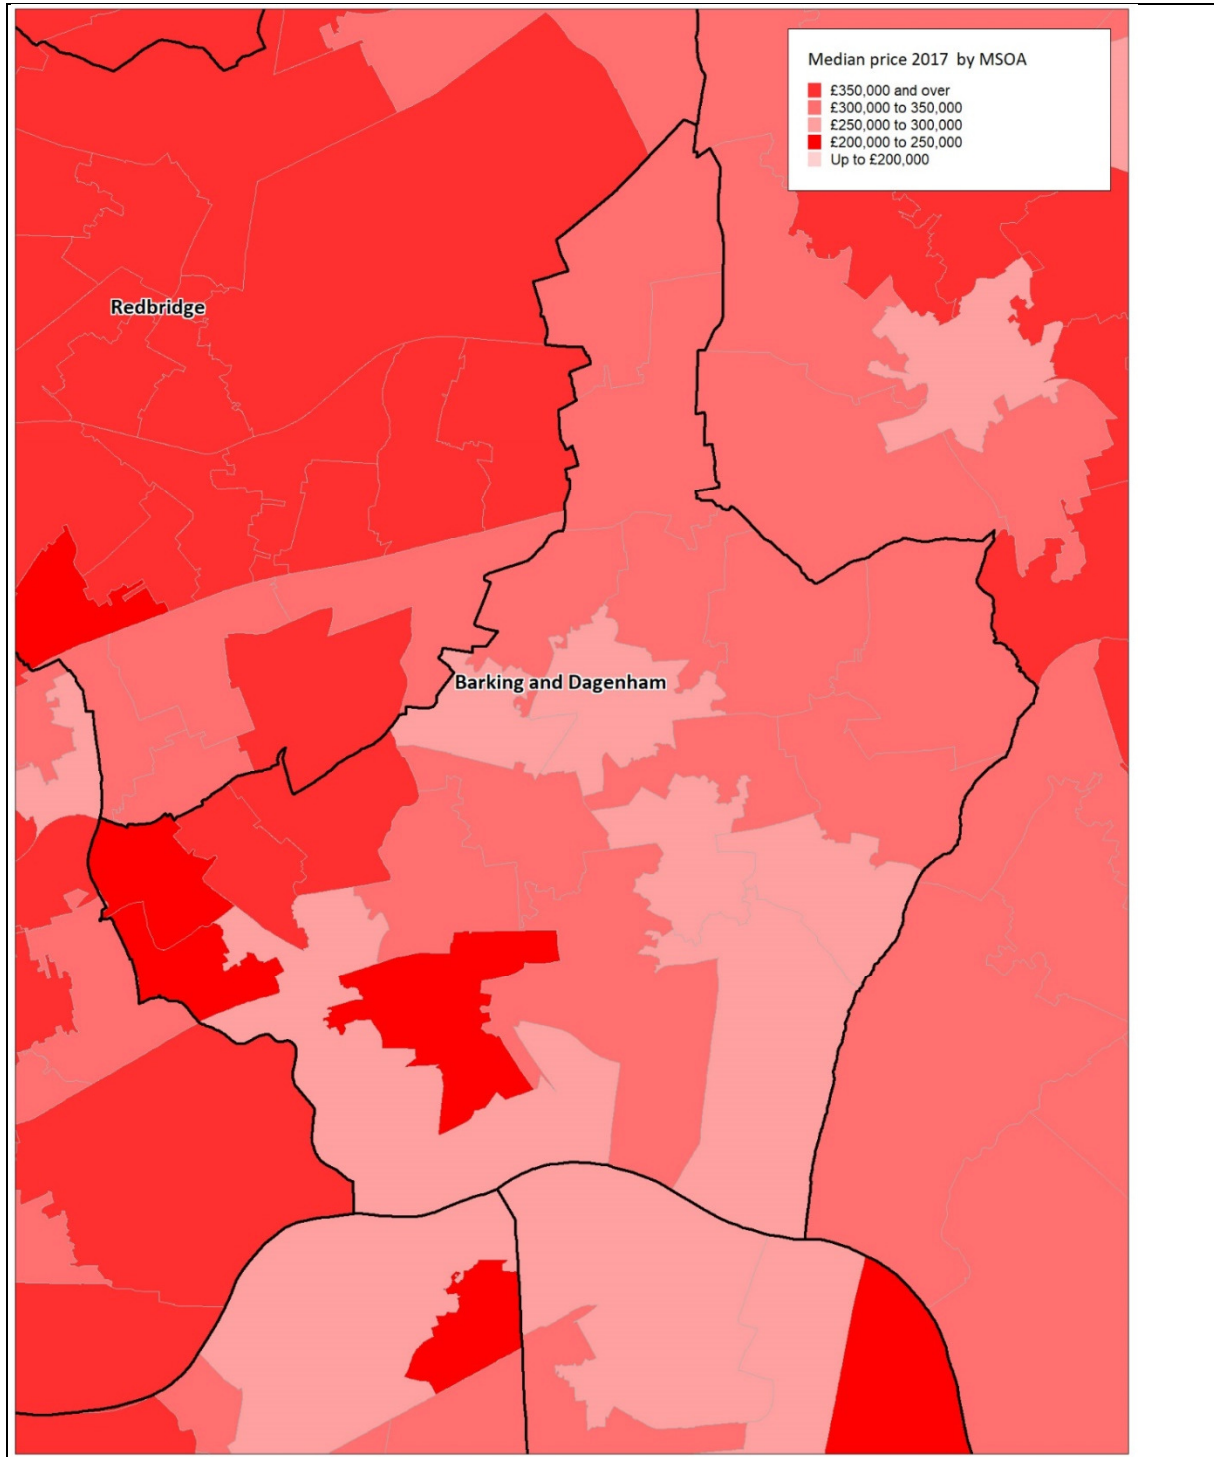 Median price 2017 by MSOA
£350,000 and over
£300,000 to 350,000
£250,000 to 300,000
£200,000 to 250,000
Up to £200,000
Redbridge
Barking and Dagenham